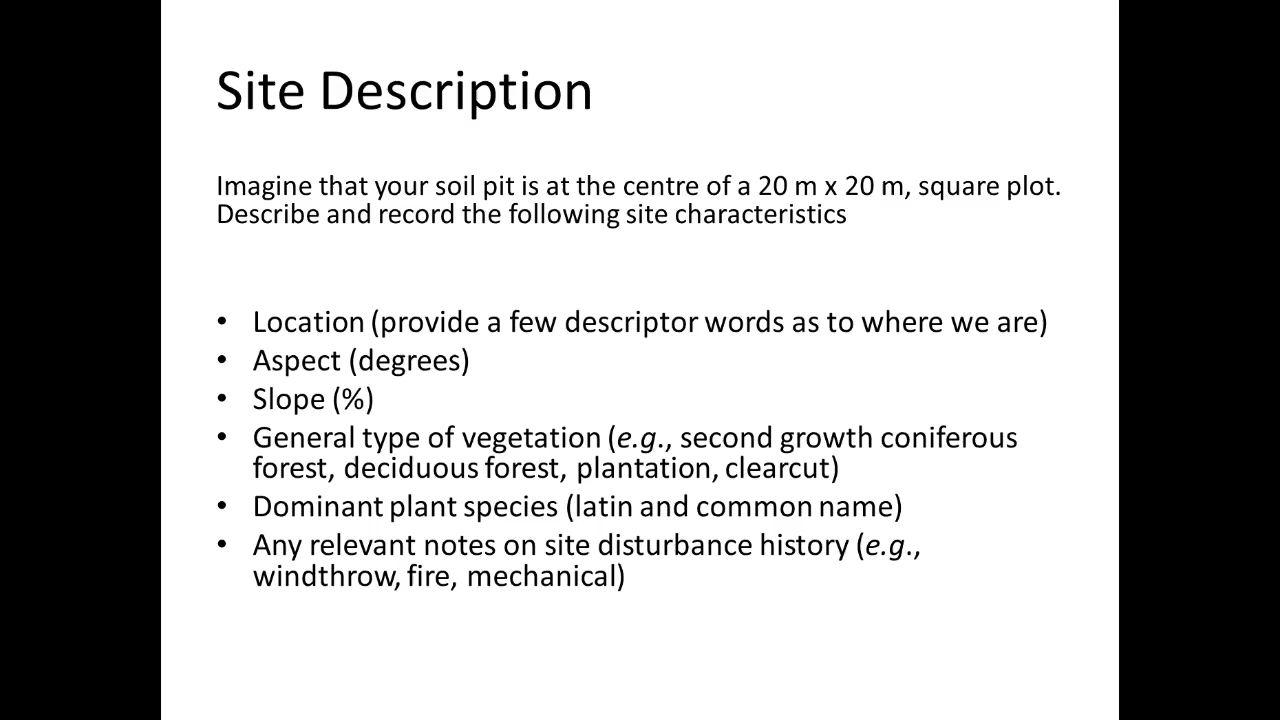 Site Description
Imagine that your soil pit is at the centre of a 20 m x 20 m, square plot.
Describe and record the following site characteristics
• Location (provide a few descriptor words as to where we are)
• Aspect (degrees)
• Slope (%)
• General type of vegetation (e.g., second growth coniferous
forest, deciduous forest, plantation, clearcut)
• Dominant plant species (latin and common name)
• Any relevant notes on site disturbance history (e.g.,
windthrow, fire, mechanical)